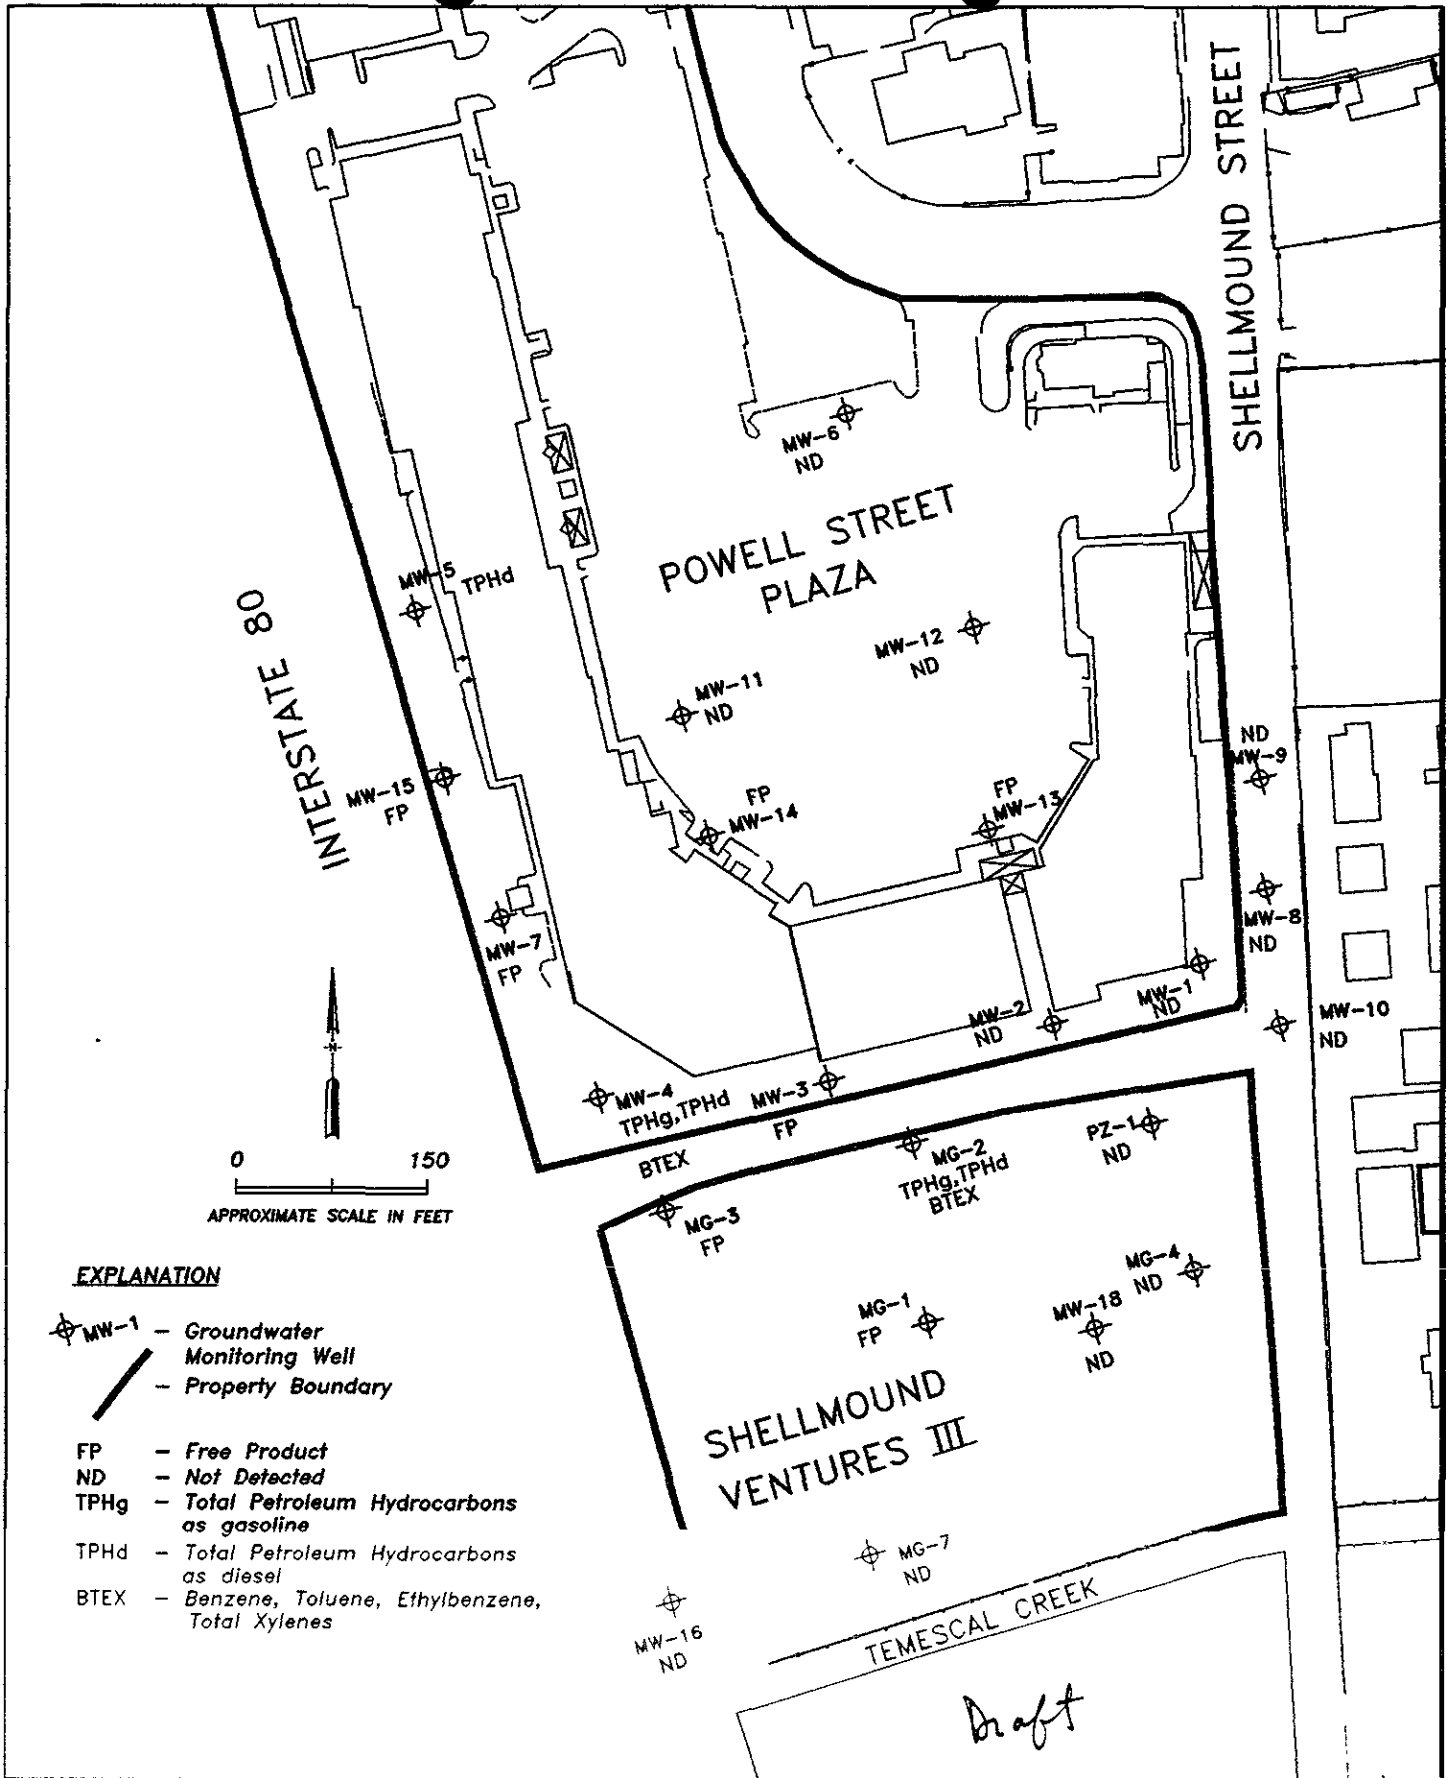 SHELLMOUND STREET
MW-6
ND
POWELL STREET
PLAZA
MW-5 TPHd
INTERSTATE 80
MW-12
ND
MW-11
ND
ND
MW-9
MW-15
FP
FP
MW-14
FP
MW-13
MW-7
FP
MW-8
ND
MW-1
ND
MW-2
ND
MW-10
ND
N
MW-4
TPHg,TPHd
BTEX
MW-3
FP
MG-2
TPHg,TPHd
BTEX
PZ-1
ND
0 150
APPROXIMATE SCALE IN FEET
MG-3
FP
MG-4
ND
MG-1
FP
MW-18
ND
EXPLANATION
MW-1 - Groundwater
Monitoring Well
- Property Boundary
FP - Free Product
ND - Not Detected
TPHg - Total Petroleum Hydrocarbons
as gasoline
TPHd - Total Petroleum Hydrocarbons
as diesel
BTEX - Benzene, Toluene, Ethylbenzene,
Total Xylenes
SHELLMOUND
VENTURES III
MG-7
ND
MW-16
ND
TEMESCAL CREEK
Draft